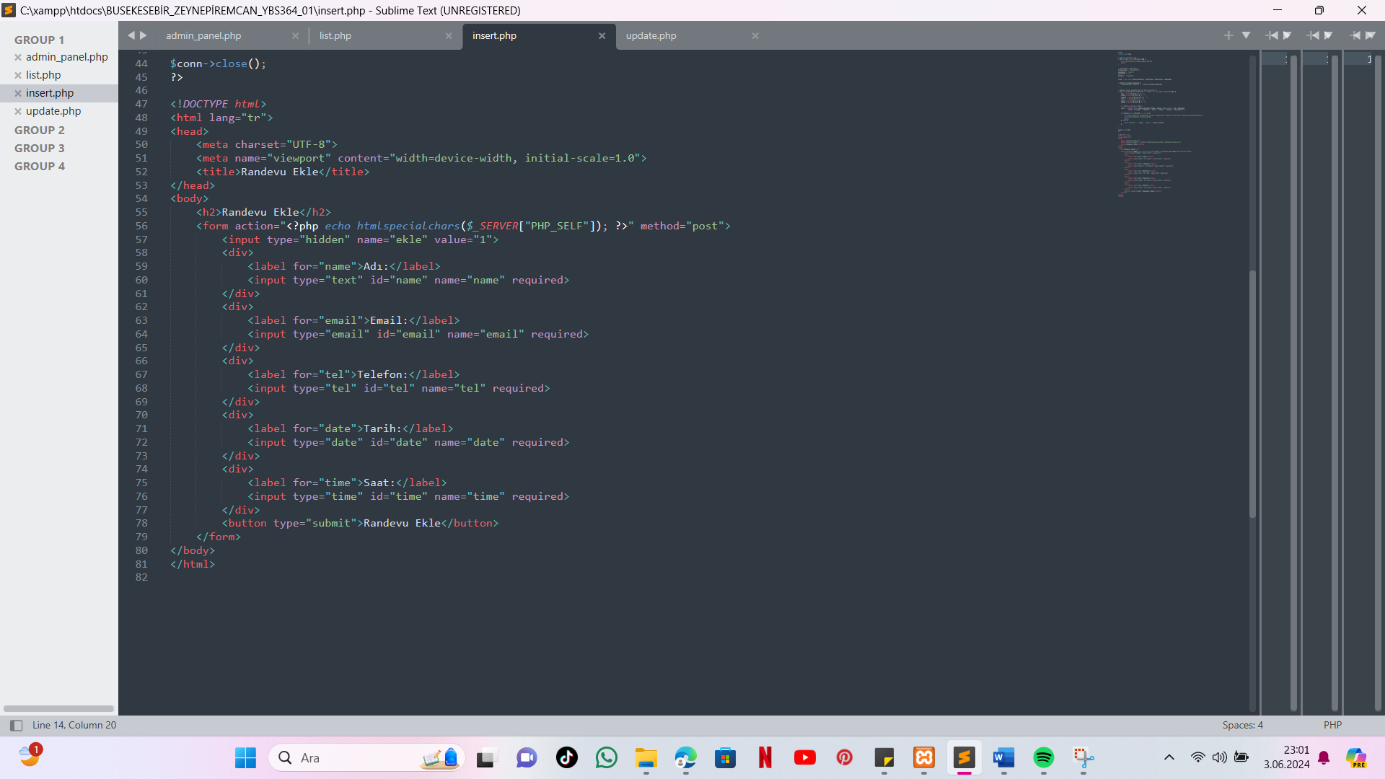 C:\xampp\htdocs\BUSEKESEBİR_ZEYNEPİREMCAN_YBS364_01\insert.php - Sublime Text (UNREGISTERED)
GROUP 1
admin_panel.php
list.php
insert.php
update.php
GROUP 2
GROUP 3
GROUP 4
admin_panel.php
list.php
insert.php
update.php
44 $conn->close();
45 ?>
46
47 <!DOCTYPE html>
48 <html lang="tr">
49 <head>
50 <meta charset="UTF-8">
51 <meta name="viewport" content="width=device-width, initial-scale=1.0">
52 <title>Randevu Ekle</title>
53 </head>
54 <body>
55 <h2>Randevu Ekle</h2>
56 <form action="<?php echo htmlspecialchars($_SERVER["PHP_SELF"]); ?>" method="post">
57 <input type="hidden" name="ekle" value="1">
58 <div>
59 <label for="name">Adı:</label>
60 <input type="text" id="name" name="name" required>
61 </div>
62 <div>
63 <label for="email">Email:</label>
64 <input type="email" id="email" name="email" required>
65 </div>
66 <div>
67 <label for="tel">Telefon:</label>
68 <input type="tel" id="tel" name="tel" required>
69 </div>
70 <div>
71 <label for="date">Tarih:</label>
72 <input type="date" id="date" name="date" required>
73 </div>
74 <div>
75 <label for="time">Saat:</label>
76 <input type="time" id="time" name="time" required>
77 </div>
78 <button type="submit">Randevu Ekle</button>
79 </form>
80 </body>
81 </html>
82
Line 14, Column 20
Spaces: 4
PHP
1
Ara
23:01
3.06.2024
PRE